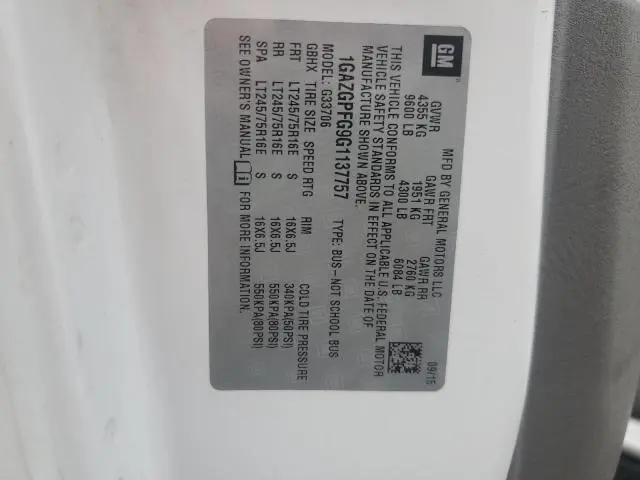 GM
MFD BY GENERAL MOTORS LLC 09/15
GVWR GAWR FRT GAWR RR
4355 KG 1951 KG 2760 KG
9600 LB 4300 LB 6084 LB
THIS VEHICLE CONFORMS TO ALL APPLICABLE U.S. FEDERAL MOTOR
VEHICLE SAFETY STANDARDS IN EFFECT ON THE DATE OF
MANUFACTURE SHOWN ABOVE.
1GAZGPFG9G1137757 TYPE: BUS-NOT SCHOOL BUS
MODEL: G33706
GBHX TIRE SIZE SPEED RTG RIM COLD TIRE PRESSURE
FRT LT245/75R16E S 16X6.5J 340KPA(50PSI)
RR LT245/75R16E S 16X6.5J 550KPA(80PSI)
SPA LT245/75R16E S 16X6.5J 550KPA(80PSI)
SEE OWNER'S MANUAL FOR MORE INFORMATION.